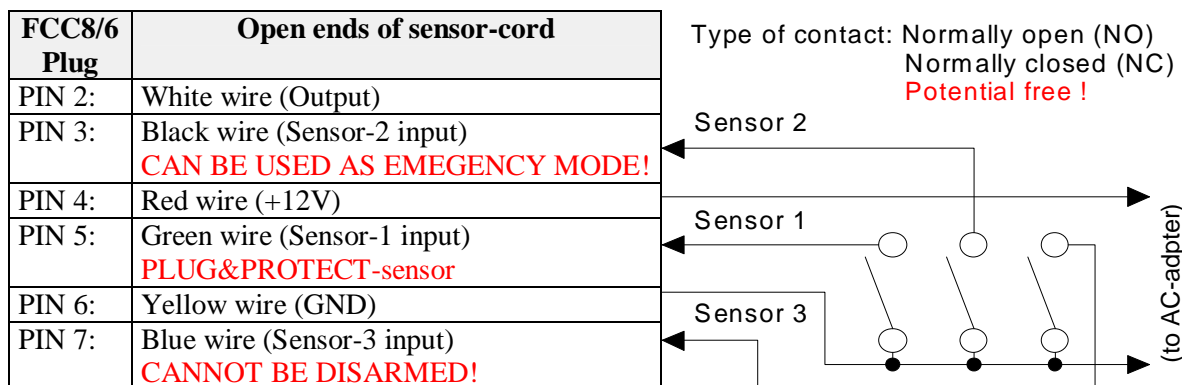 FCC8/6 Plug
Open ends of sensor-cord
PIN 2: White wire (Output)
PIN 3: Black wire (Sensor-2 input)
CAN BE USED AS EMEGENCY MODE!
PIN 4: Red wire (+12V)
PIN 5: Green wire (Sensor-1 input)
PLUG&PROTECT-sensor
PIN 6: Yellow wire (GND)
PIN 7: Blue wire (Sensor-3 input)
CANNOT BE DISARMED!
Type of contact: Normally open (NO)
Normally closed (NC)
Potential free !
Sensor 2
Sensor 1
Sensor 3
(to AC-adpter)